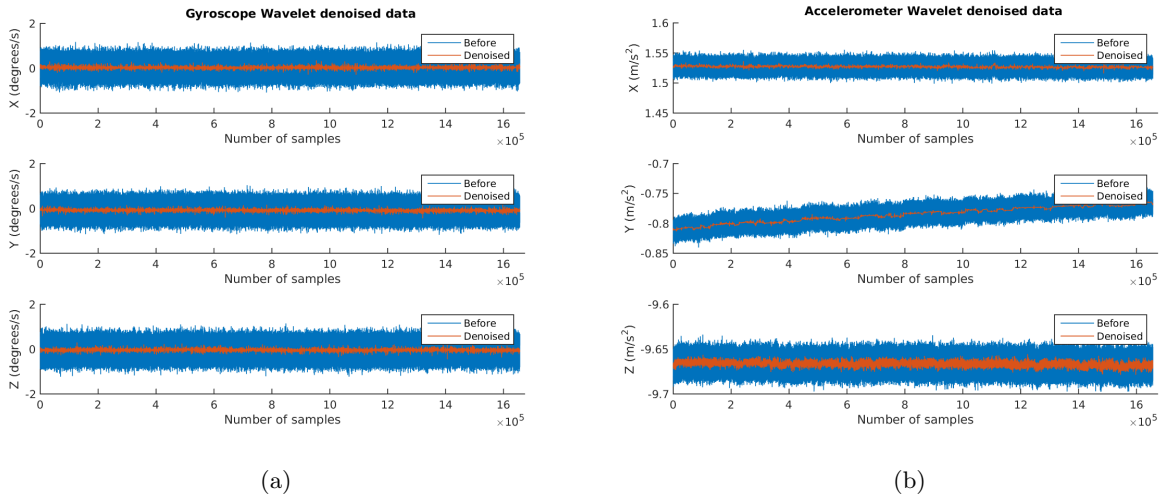 Gyroscope Wavelet denoised data
2
0
-2
X (degrees/s)
Before
Denoised
0 2 4 6 8 10 12 14 16
Number of samples
×10^5
2
0
-2
Y (degrees/s)
Before
Denoised
0 2 4 6 8 10 12 14 16
Number of samples
×10^5
2
0
-2
Z (degrees/s)
Before
Denoised
0 2 4 6 8 10 12 14 16
Number of samples
×10^5
(a)
Accelerometer Wavelet denoised data
1.6
1.55
1.5
1.45
X (m/s^2)
Before
Denoised
0 2 4 6 8 10 12 14 16
Number of samples
×10^5
-0.7
-0.75
-0.8
-0.85
Y (m/s^2)
Before
Denoised
0 2 4 6 8 10 12 14 16
Number of samples
×10^5
-9.6
-9.65
-9.7
Z (m/s^2)
Before
Denoised
0 2 4 6 8 10 12 14 16
Number of samples
×10^5
(b)